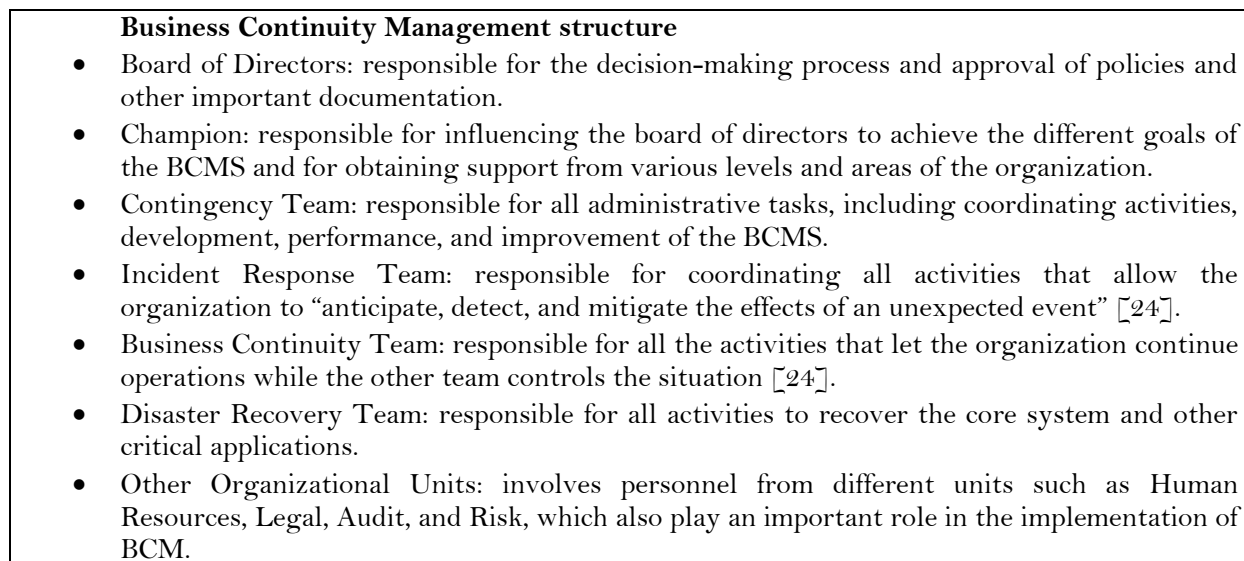 Business Continuity Management structure
• Board of Directors: responsible for the decision-making process and approval of policies and
other important documentation.
• Champion: responsible for influencing the board of directors to achieve the different goals of
the BCMS and for obtaining support from various levels and areas of the organization.
• Contingency Team: responsible for all administrative tasks, including coordinating activities,
development, performance, and improvement of the BCMS.
• Incident Response Team: responsible for coordinating all activities that allow the
organization to “anticipate, detect, and mitigate the effects of an unexpected event” [24].
• Business Continuity Team: responsible for all the activities that let the organization continue
operations while the other team controls the situation [24].
• Disaster Recovery Team: responsible for all activities to recover the core system and other
critical applications.
• Other Organizational Units: involves personnel from different units such as Human
Resources, Legal, Audit, and Risk, which also play an important role in the implementation of
BCM.